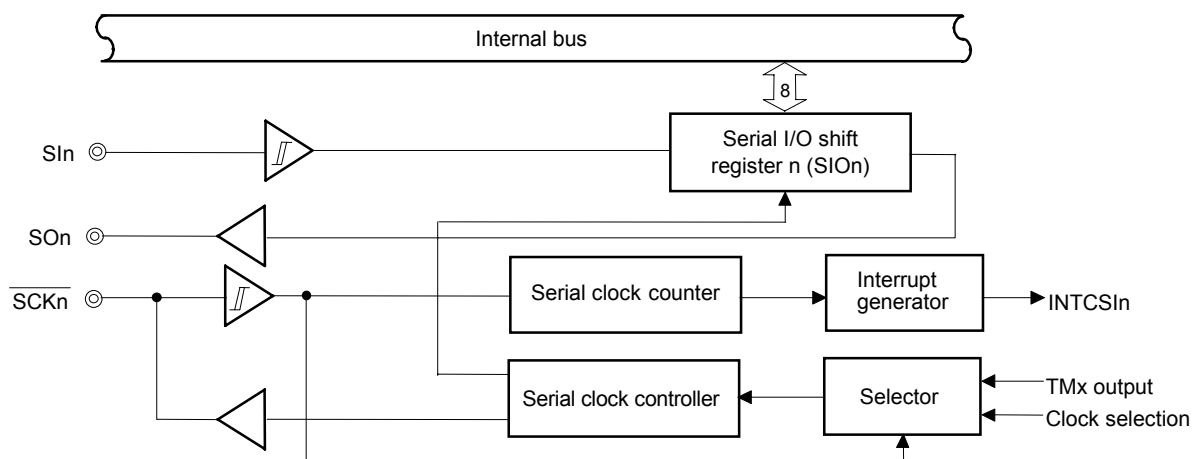 Internal bus
8
SIn
Serial I/O shift
register n (SIOn)
SOn
SCKn
Serial clock counter
Interrupt
generator
INTCSIn
Serial clock controller
Selector
TMx output
Clock selection